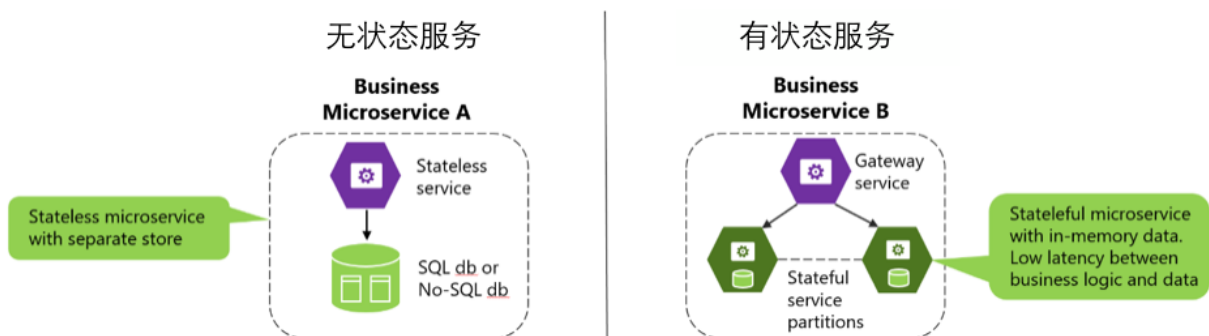 无状态服务
Business
Microservice A
Stateless
service
Stateless microservice
with separate store
SQL db or
No-SQL db
有状态服务
Business
Microservice B
Gateway
service
Stateleful microservice
with in-memory data.
Low latency between
business logic and data
Stateful
service
partitions